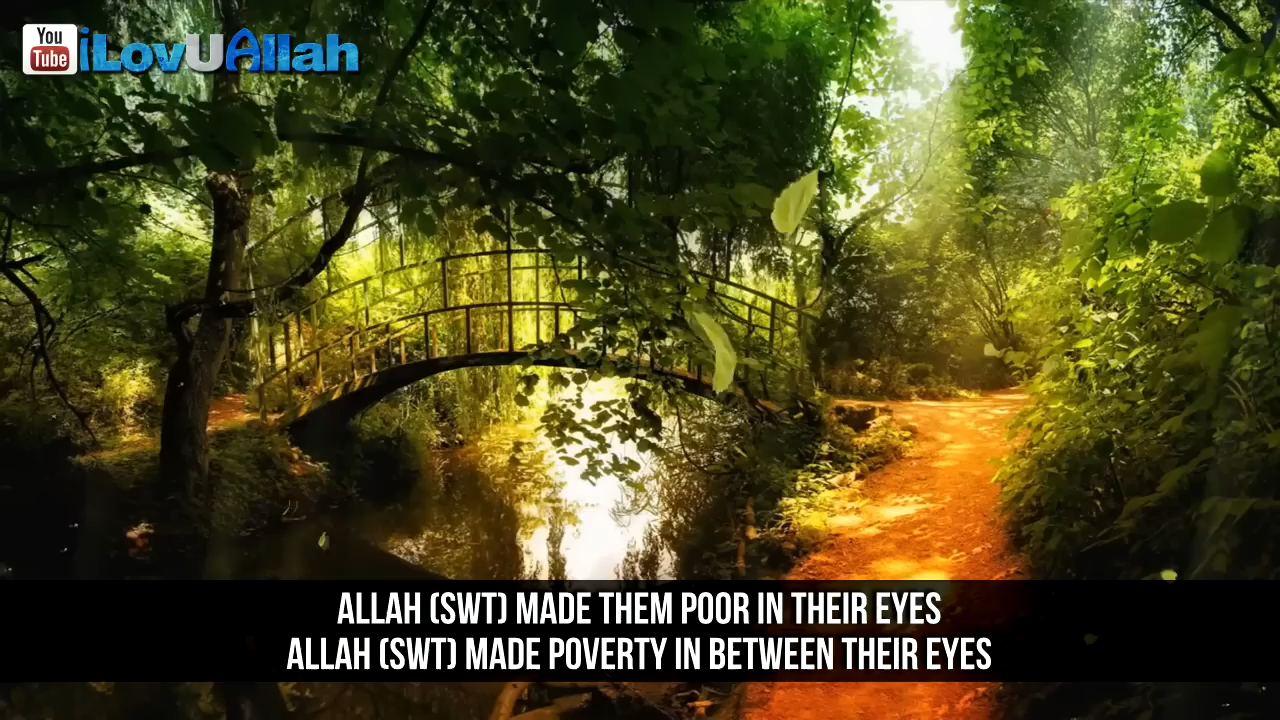 You
Tube
iLovUAllah
ALLAH (SWT) MADE THEM POOR IN THEIR EYES
ALLAH (SWT) MADE POVERTY IN BETWEEN THEIR EYES